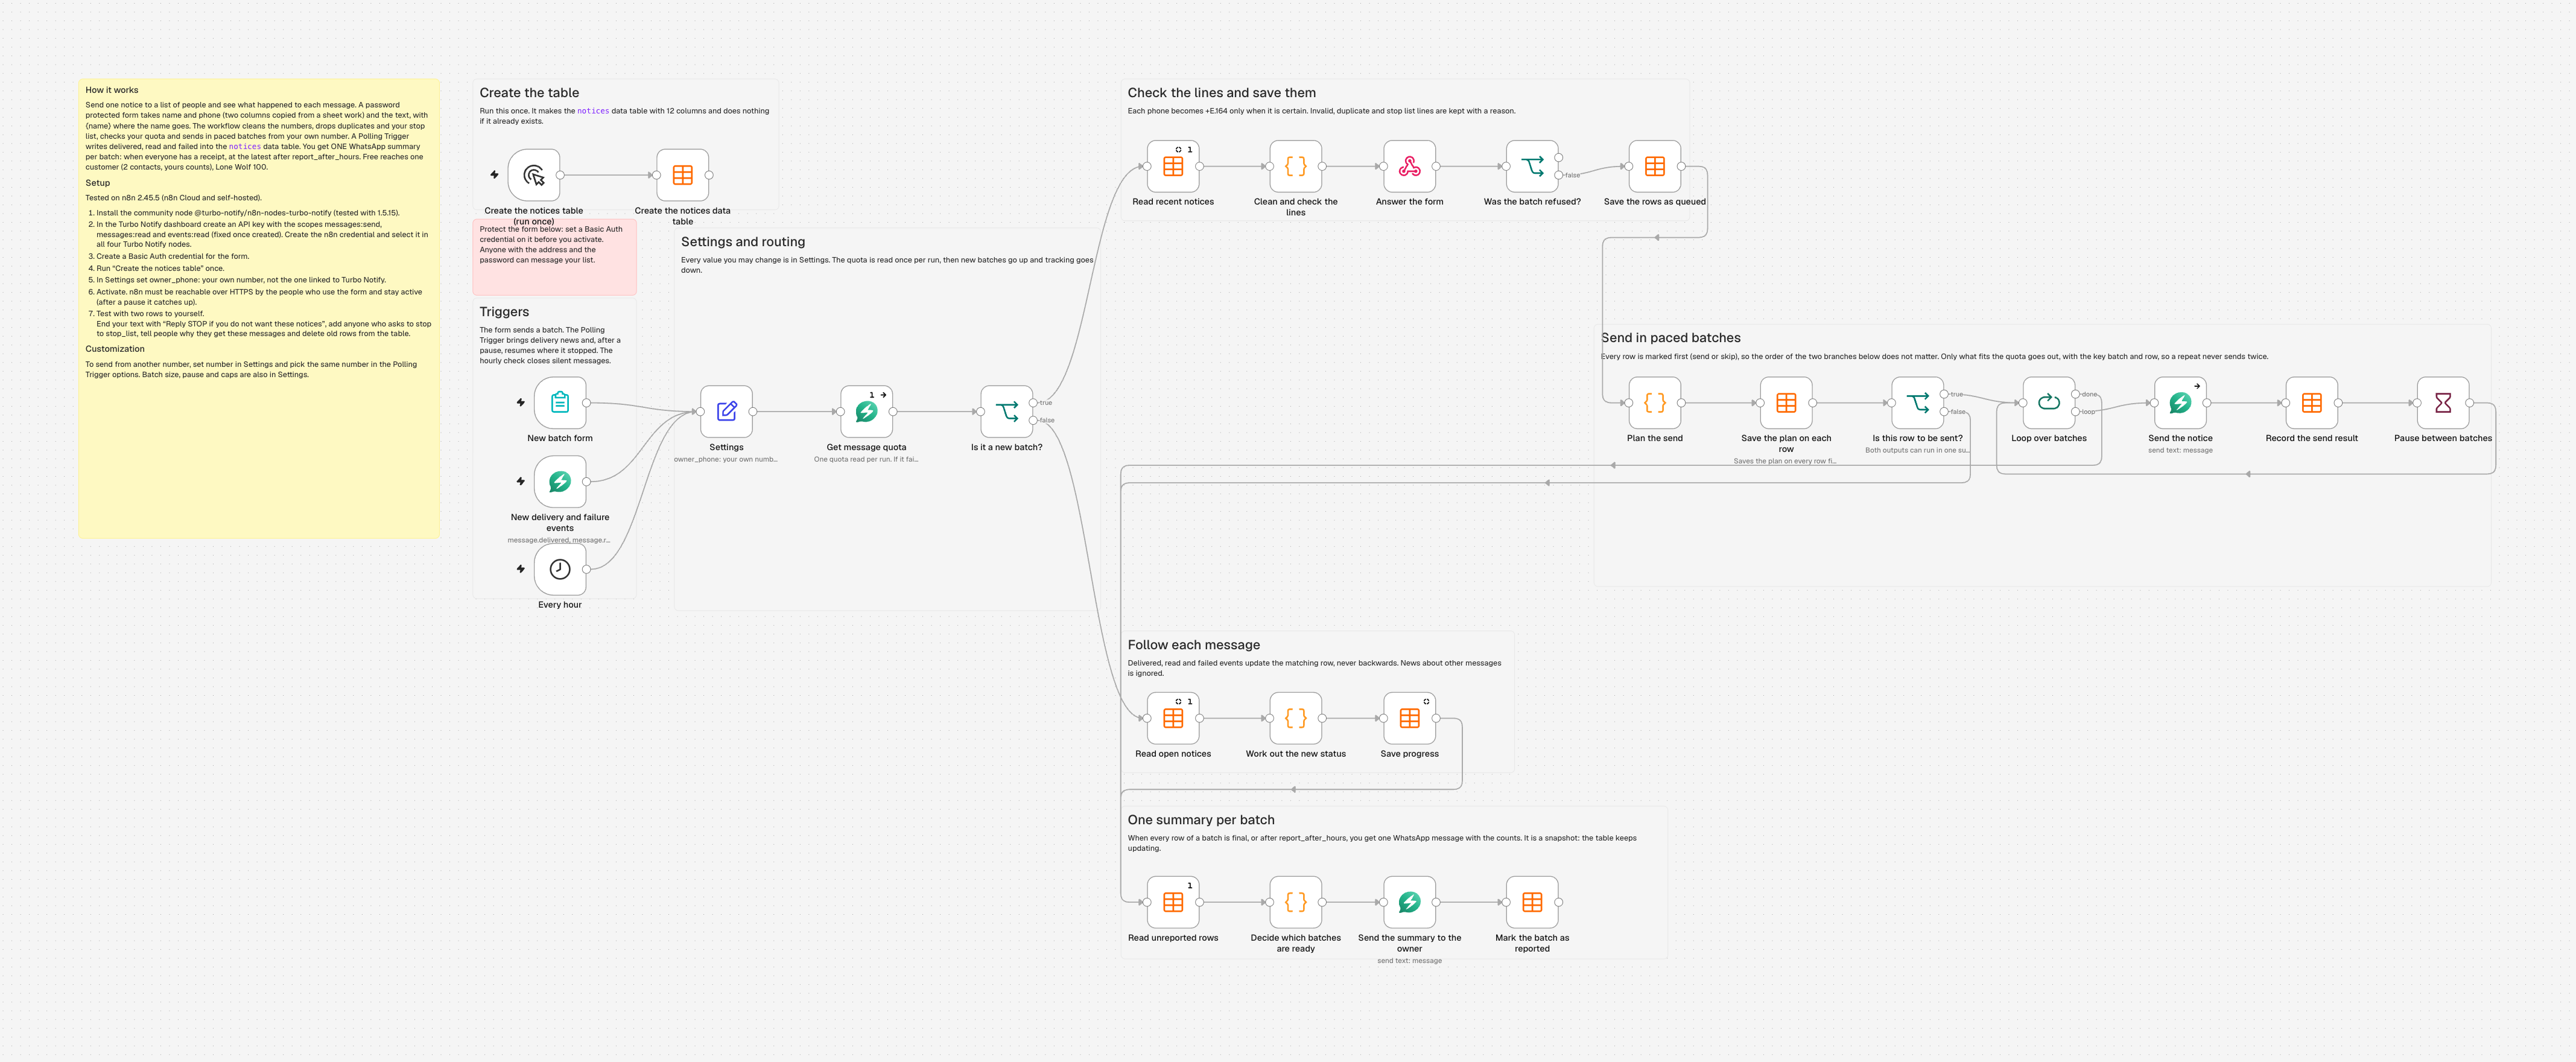 How it works
Send one notice to a list of people and see what happened to each message. A password
protected form takes name and phone (two columns copied from a sheet work) and the text, with
{name} where the name goes. The workflow cleans the numbers, drops duplicates and your stop
list, checks your quota and sends in paced batches from your own number. A Polling Trigger
writes delivered, read and failed into the notices data table. You get ONE WhatsApp summary
per batch: when everyone has a receipt, at the latest after report_after_hours. Free reaches one
customer (2 contacts, yours counts), Lone Wolf 100.
Setup
Tested on n8n 2.45.5 (n8n Cloud and self-hosted).
1. Install the community node @turbo-notify/n8n-nodes-turbo-notify (tested with 1.5.15).
2. In the Turbo Notify dashboard create an API key with the scopes messages:send,
messages:read and events:read (fixed once created). Create the n8n credential and select it in
all four Turbo Notify nodes.
3. Create a Basic Auth credential for the form.
4. Run “Create the notices table” once.
5. In Settings set owner_phone: your own number, not the one linked to Turbo Notify.
6. Activate. n8n must be reachable over HTTPS by the people who use the form and stay active
(after a pause it catches up).
7. Test with two rows to yourself.
End your text with “Reply STOP if you do not want these notices”, add anyone who asks to stop
to stop_list, tell people why they get these messages and delete old rows from the table.
Customization
To send from another number, set number in Settings and pick the same number in the Polling
Trigger options. Batch size, pause and caps are also in Settings.
Create the table
Run this once. It makes the notices data table with 12 columns and does nothing
if it already exists.
Create the notices table
(run once)
Create the notices data
table
Protect the form below: set a Basic Auth
credential on it before you activate.
Anyone with the address and the
password can message your list.
Triggers
The form sends a batch. The Polling
Trigger brings delivery news and, after a
pause, resumes where it stopped. The
hourly check closes silent messages.
New batch form
New delivery and failure
events
message.delivered, message.r...
Every hour
Settings and routing
Every value you may change is in Settings. The quota is read once per run, then new batches go up and tracking goes
down.
Settings
owner_phone: your own numb...
1
Get message quota
One quota read per run. If it fai...
Is it a new batch?
true
false
Check the lines and save them
Each phone becomes +E.164 only when it is certain. Invalid, duplicate and stop list lines are kept with a reason.
1
Read recent notices
Clean and check the
lines
Answer the form
Was the batch refused?
false
Save the rows as queued
Send in paced batches
Every row is marked first (send or skip), so the order of the two branches below does not matter. Only what fits the quota goes out, with the key batch and row, so a repeat never sends twice.
Plan the send
Save the plan on each
row
Saves the plan on every row fi...
Is this row to be sent?
Both outputs can run in one su...
true
false
Loop over batches
done
loop
Send the notice
send text: message
Record the send result
Pause between batches
Follow each message
Delivered, read and failed events update the matching row, never backwards. News about other messages
is ignored.
1
Read open notices
Work out the new status
Save progress
One summary per batch
When every row of a batch is final, or after report_after_hours, you get one WhatsApp message with the counts. It is a snapshot: the table keeps
updating.
1
Read unreported rows
Decide which batches
are ready
Send the summary to the
owner
send text: message
Mark the batch as
reported